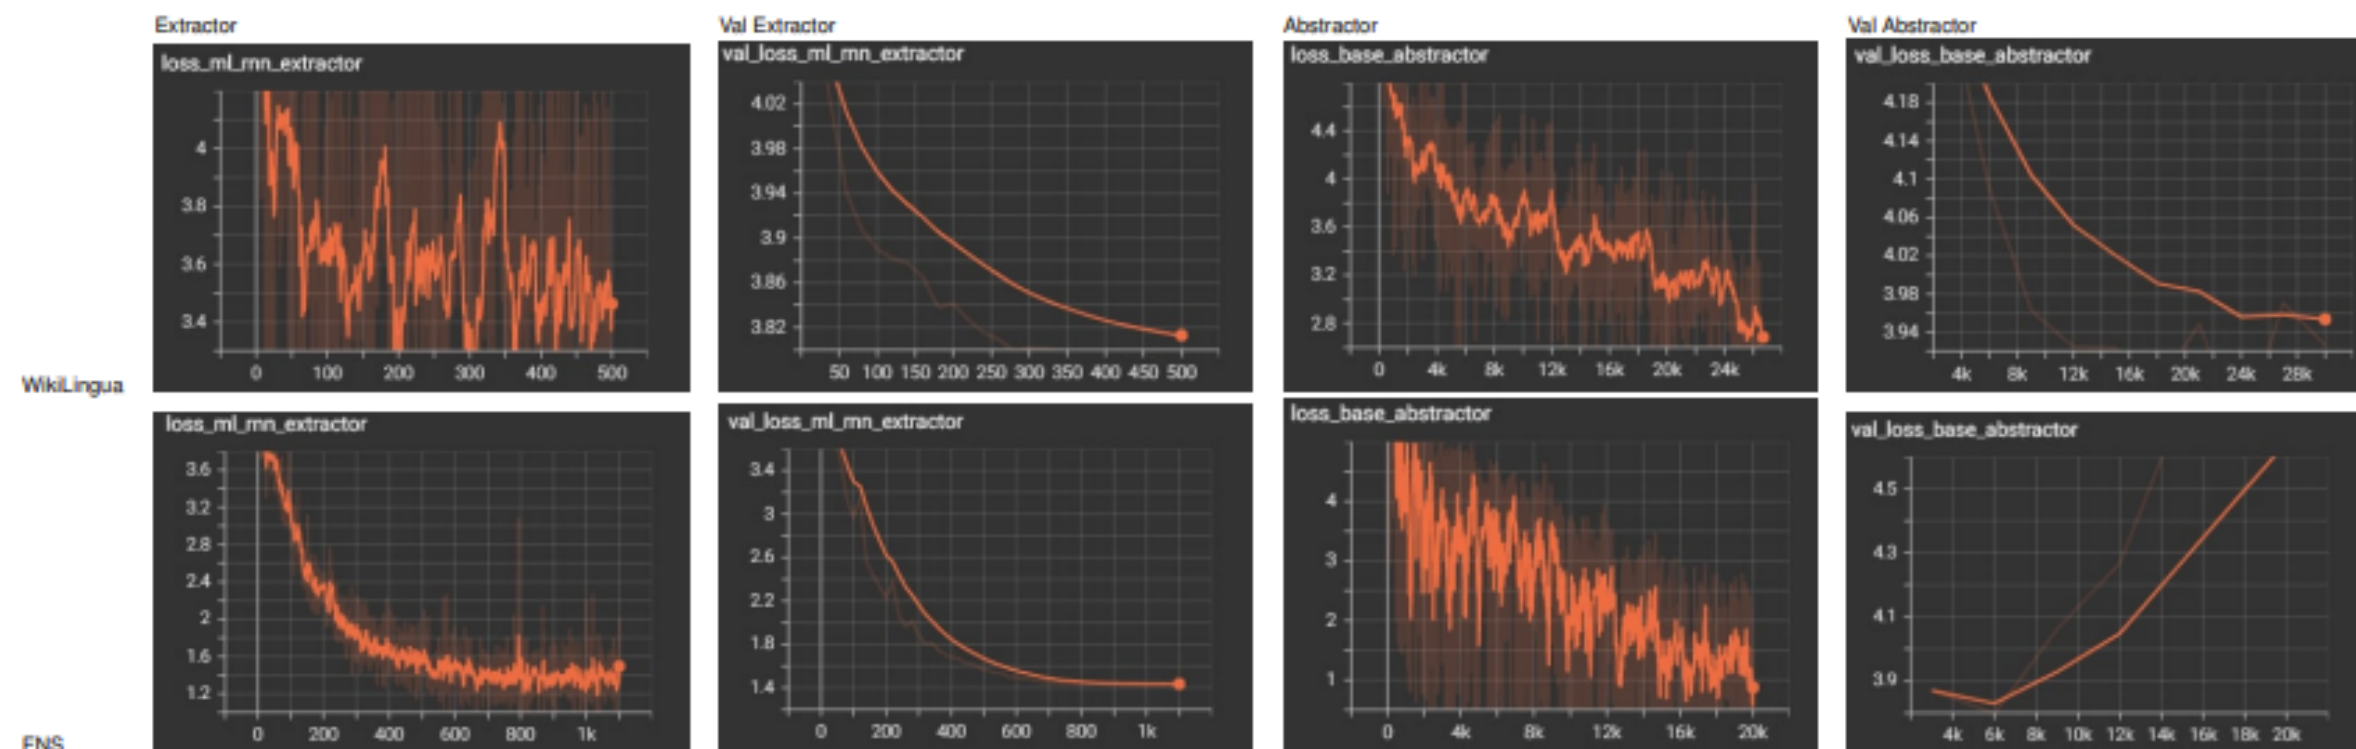 Extractor
Val Extractor
Abstractor
Val Abstractor
loss_ml_rnn_extractor
4
3.8
3.6
3.4
0 100 200 300 400 500
val_loss_ml_rnn_extractor
4.02
3.98
3.94
3.9
3.86
3.82
50 100 150 200 250 300 350 400 450 500
loss_base_abstractor
4.4
4
3.6
3.2
2.8
0 4k 8k 12k 16k 20k 24k
val_loss_base_abstractor
4.18
4.14
4.1
4.06
4.02
3.98
3.94
4k 8k 12k 16k 20k 24k 28k
WikiLingua
loss_ml_rnn_extractor
3.6
3.2
2.8
2.4
2
1.6
1.2
0 200 400 600 800 1k
val_loss_ml_rnn_extractor
3.4
3
2.6
2.2
1.8
1.4
0 200 400 600 800 1k
loss_base_abstractor
4
3
2
1
0 4k 8k 12k 16k 20k
val_loss_base_abstractor
4.5
4.3
4.1
3.9
4k 6k 8k 10k 12k 14k 16k 18k 20k
FNS